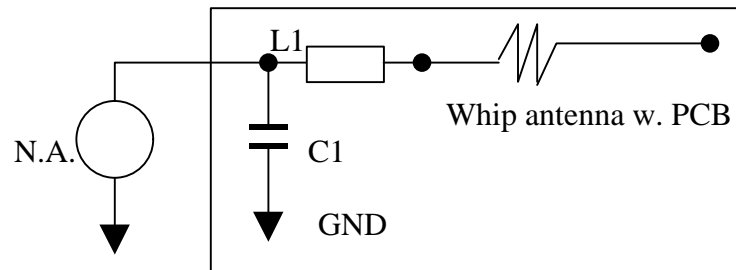 L1
Whip antenna w. PCB
N.A.
C1
GND